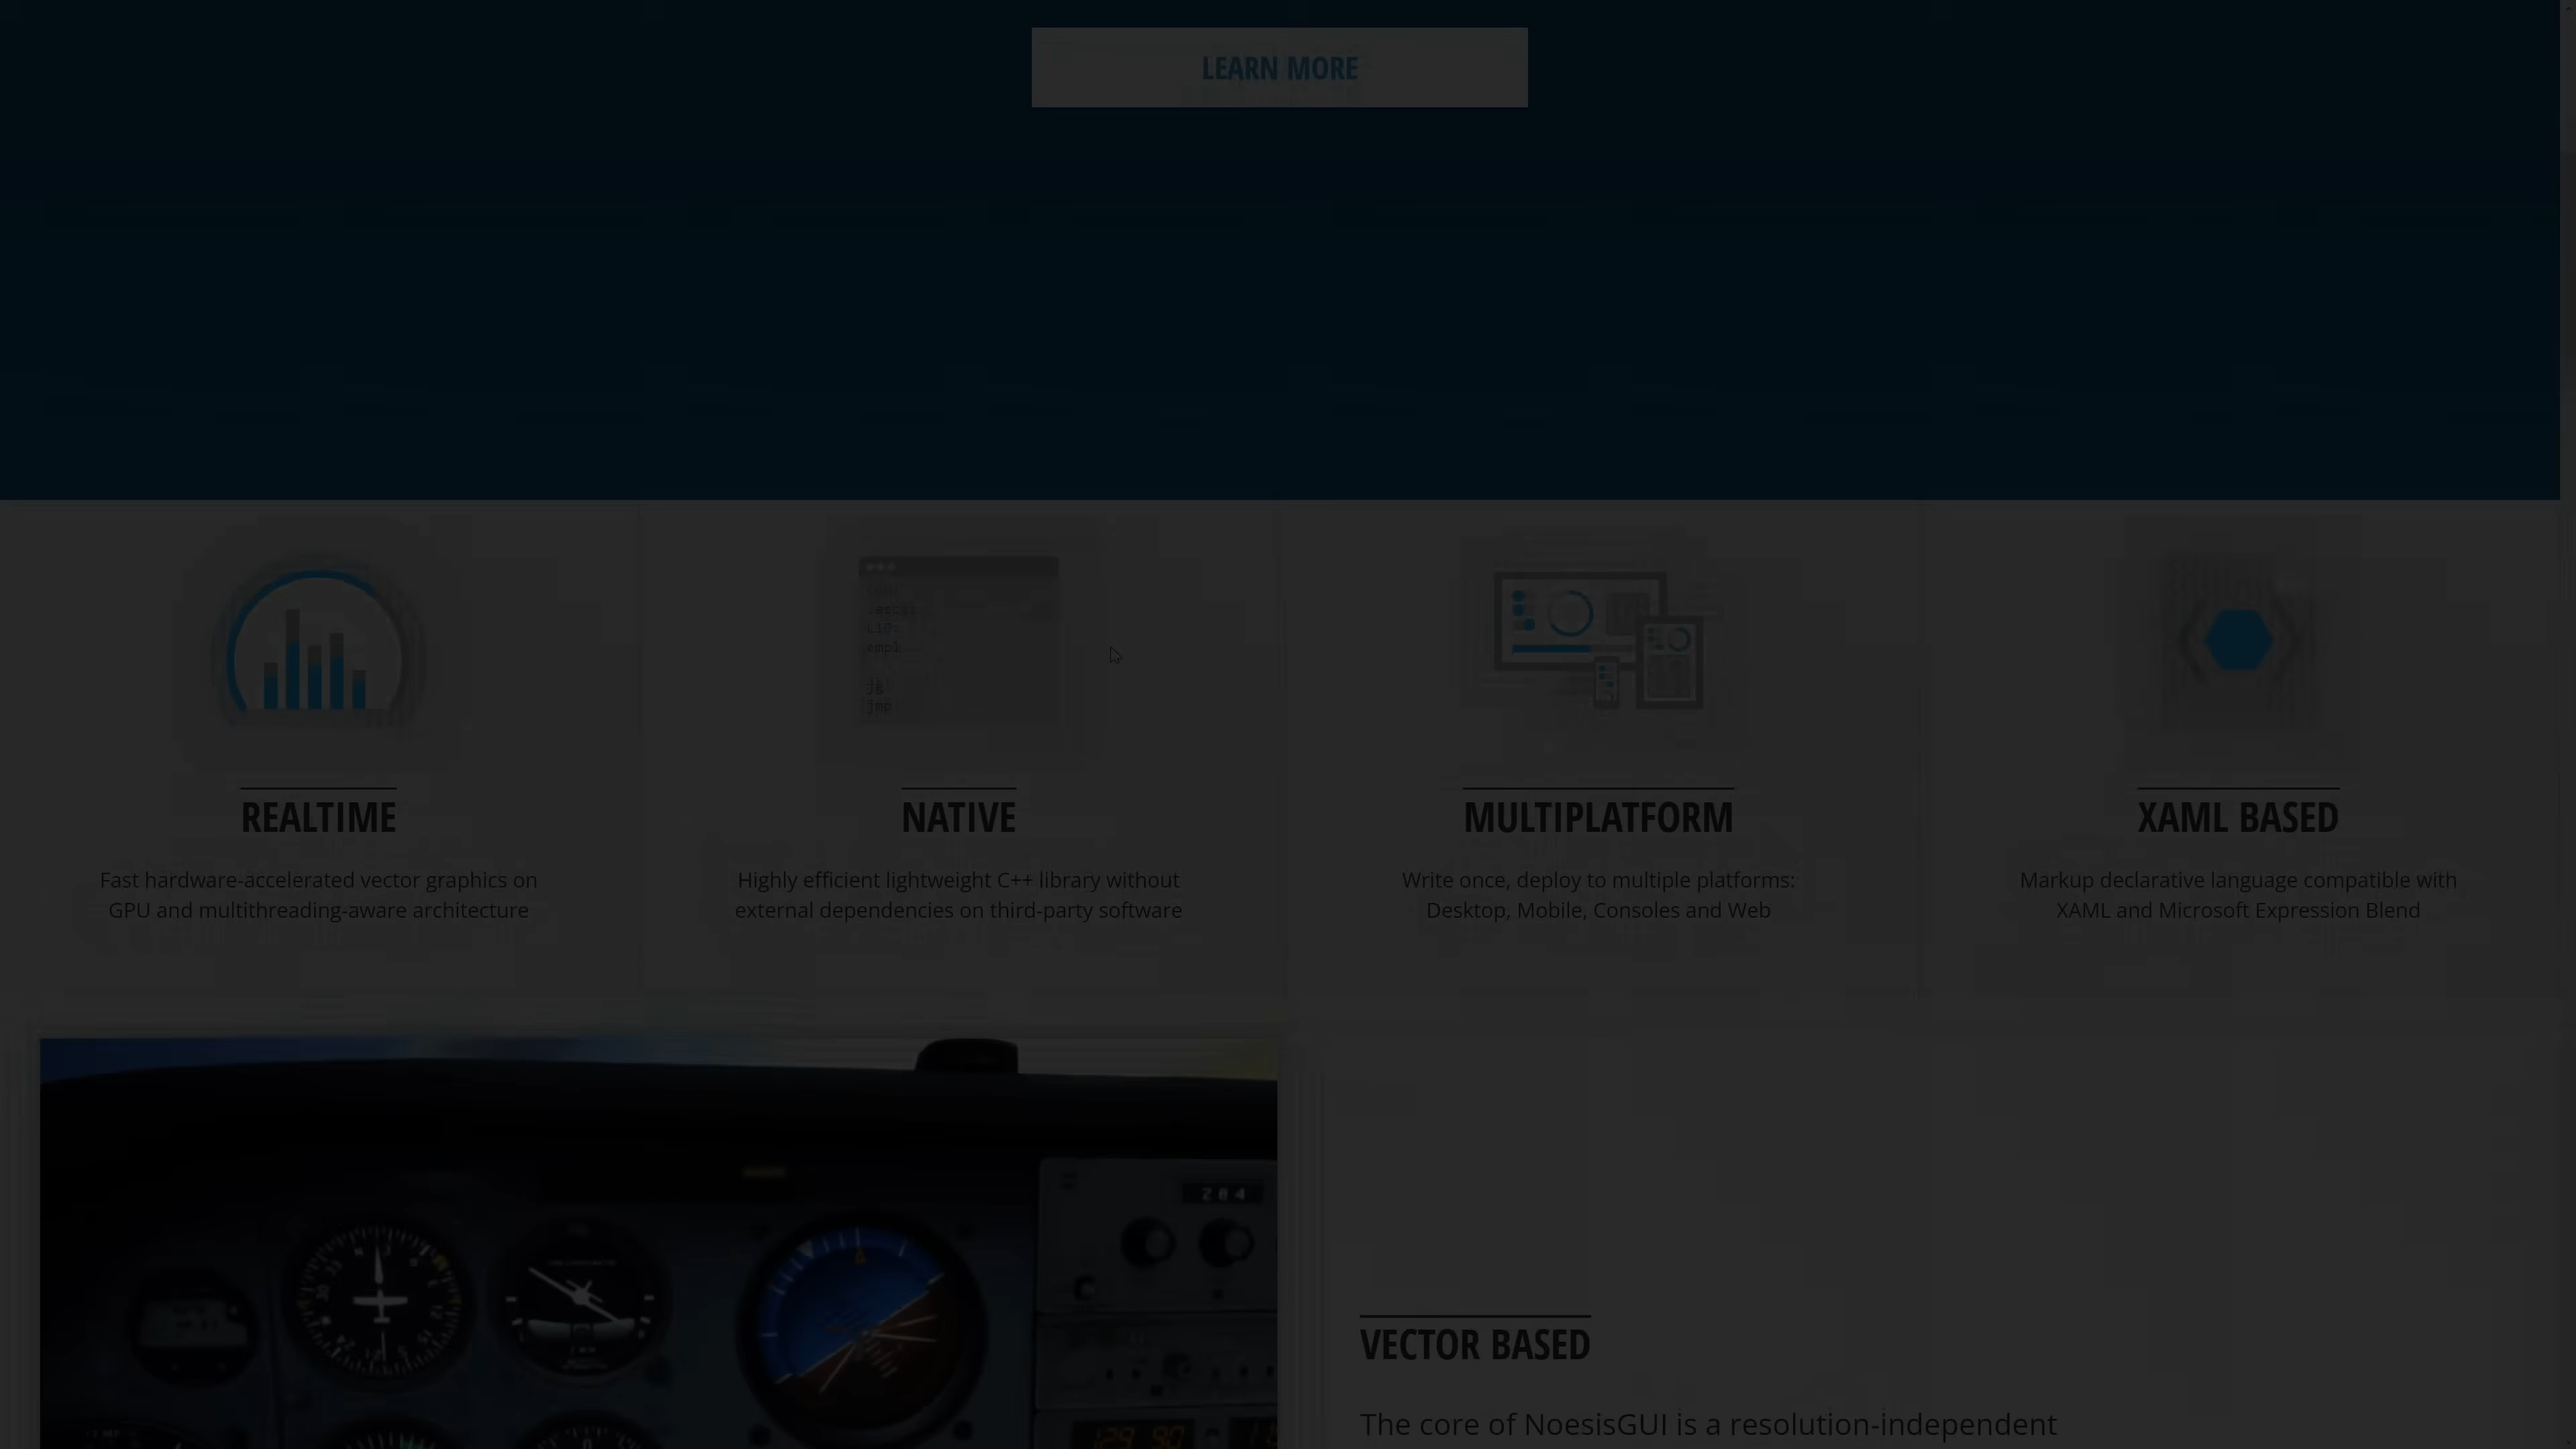 LEARN MORE
REALTIME
Fast hardware-accelerated vector graphics on
GPU and multithreading-aware architecture
NATIVE
Highly efficient lightweight C++ library without
external dependencies on third-party software
MULTIPLATFORM
Write once, deploy to multiple platforms:
Desktop, Mobile, Consoles and Web
XAML BASED
Markup declarative language compatible with
XAML and Microsoft Expression Blend
jmp
204
VECTOR BASED
The core of NoesisGUI is a resolution-independent